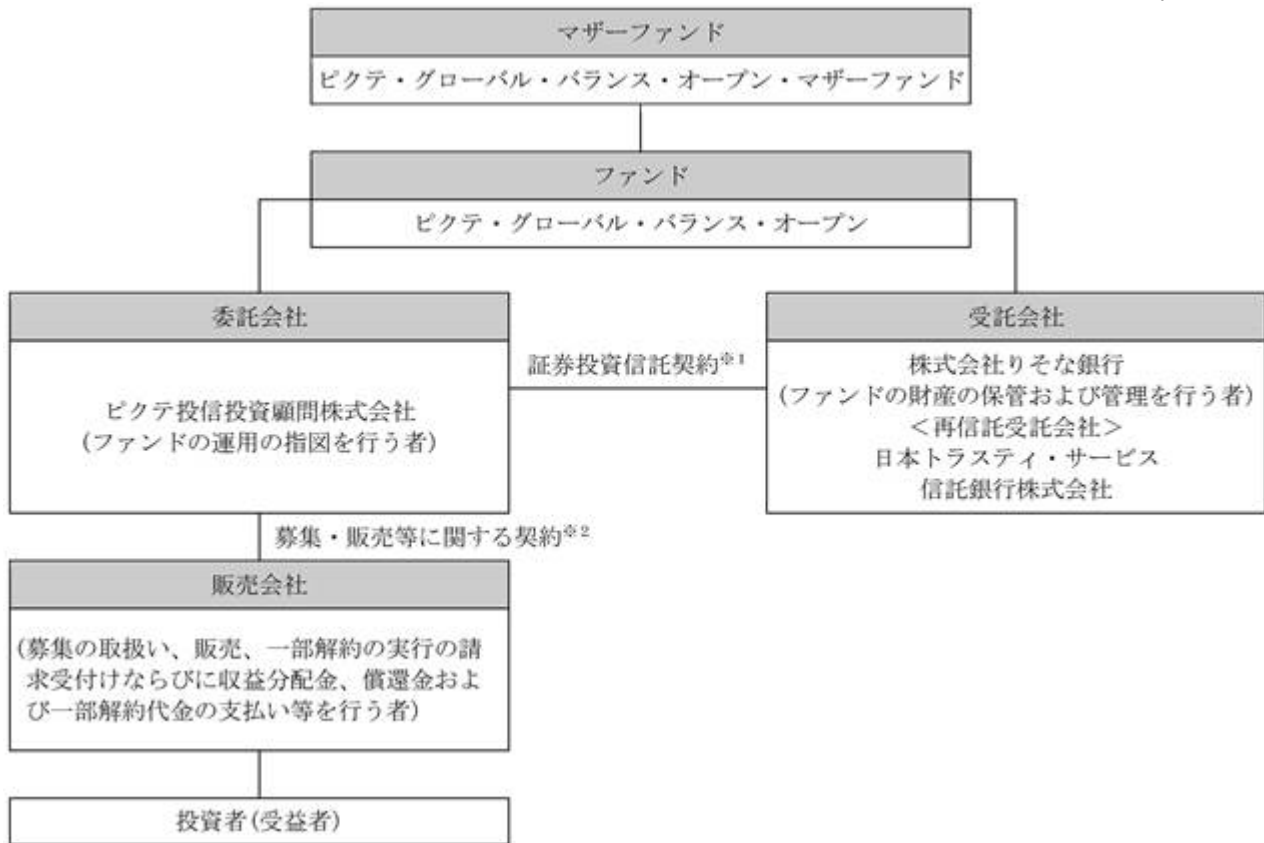 マザーファンド
ピクテ・グローバル・バランス・オープン・マザーファンド
ファンド
ピクテ・グローバル・バランス・オープン
委託会社
ピクテ投信投資顧問株式会社
(ファンドの運用の指図を行う者)
証券投資信託契約※1
受託会社
株式会社りそな銀行
(ファンドの財産の保管および管理を行う者)
＜再信託受託会社＞
日本トラスティ・サービス
信託銀行株式会社
募集・販売等に関する契約※2
販売会社
(募集の取扱い、販売、一部解約の実行の請
求受付けならびに収益分配金、償還金およ
び一部解約代金の支払い等を行う者)
投資者(受益者)